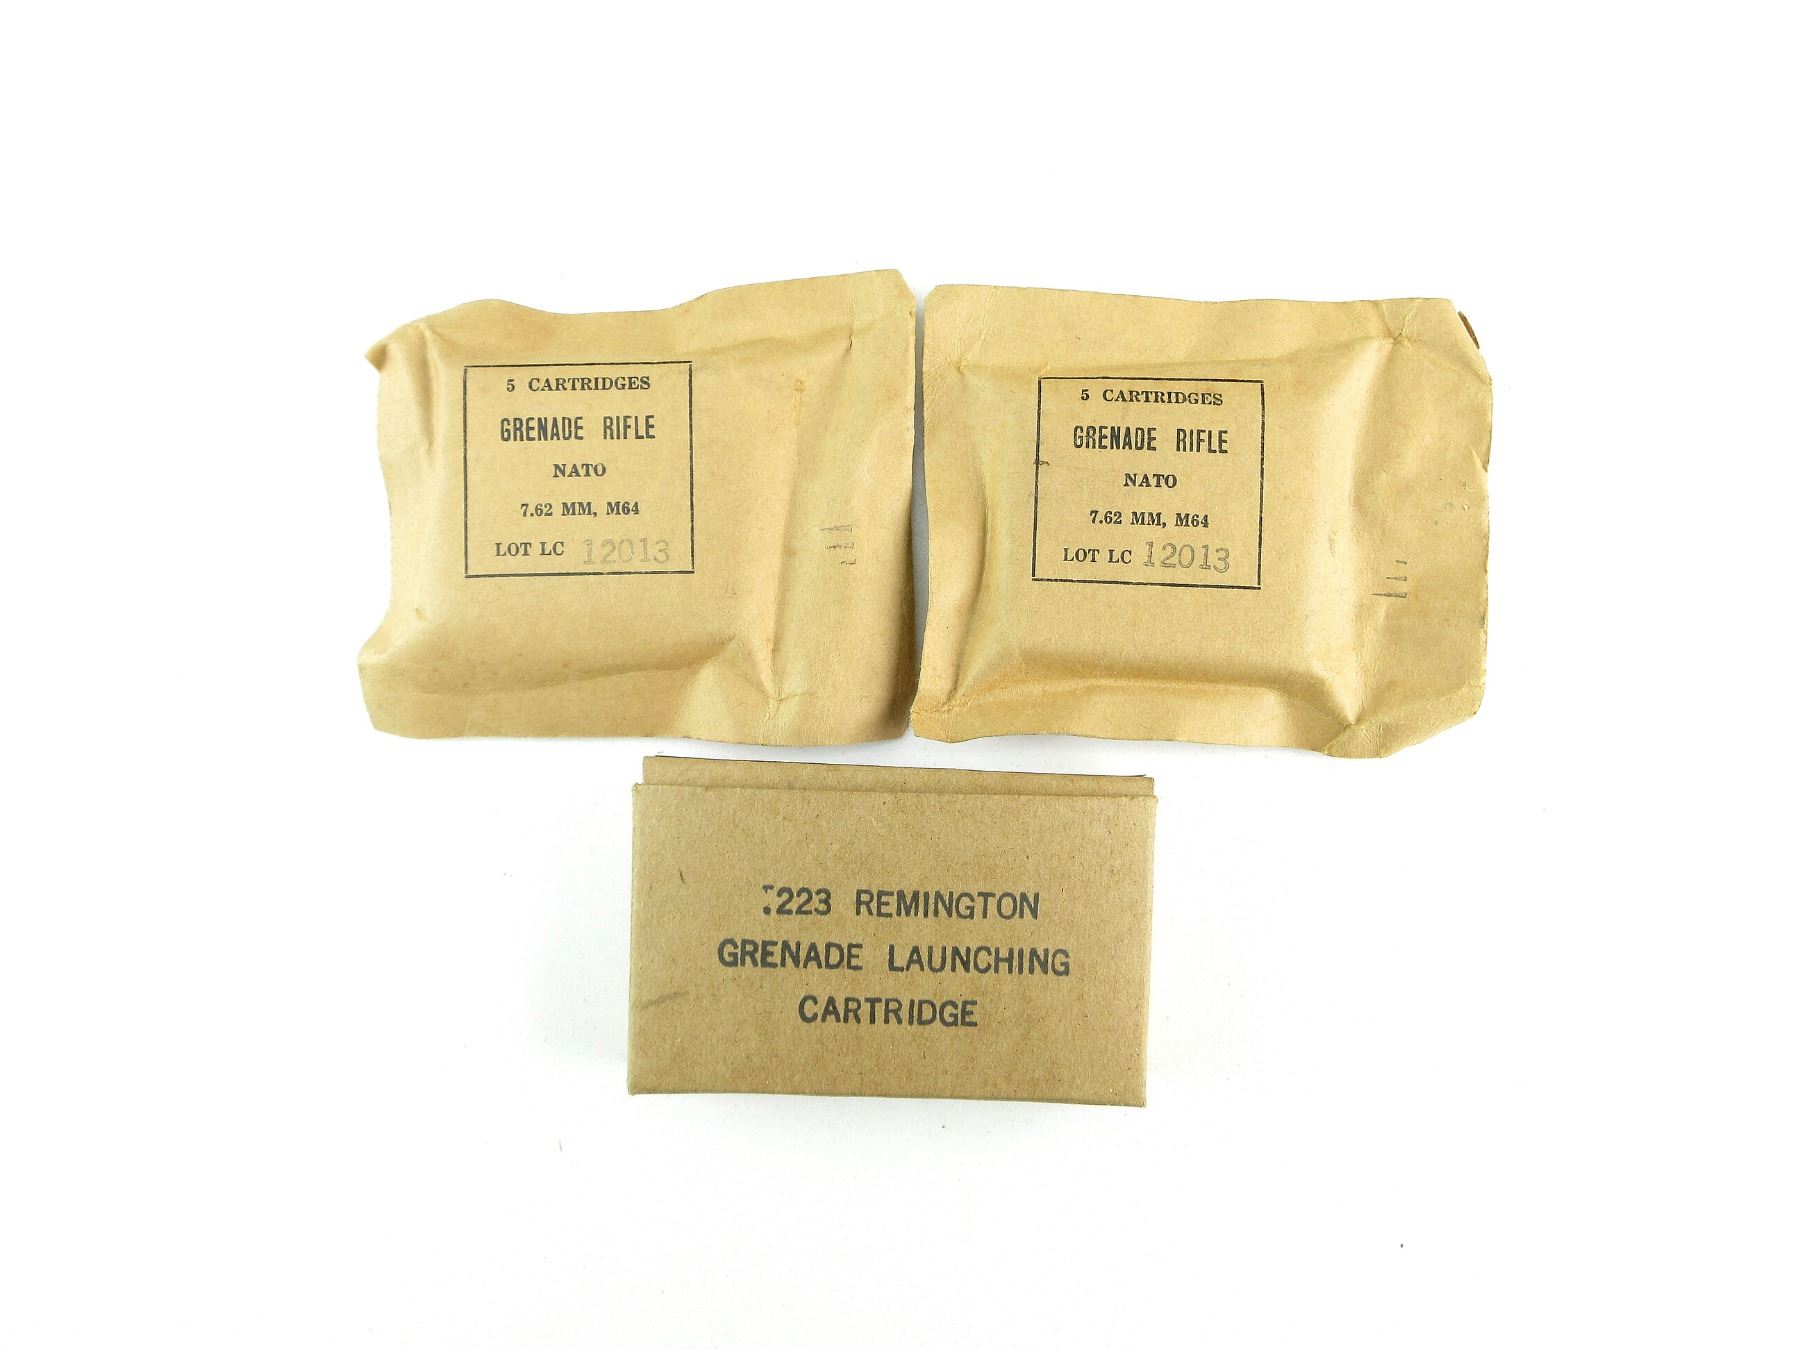 5 CARTRIDGES
GRENADE RIFLE
NATO
7.62 MM, M64
LOT LC 12013
5 CARTRIDGES
GRENADE RIFLE
NATO
7.62 MM, M64
LOT LC 12013
.223 REMINGTON
GRENADE LAUNCHING
CARTRIDGE